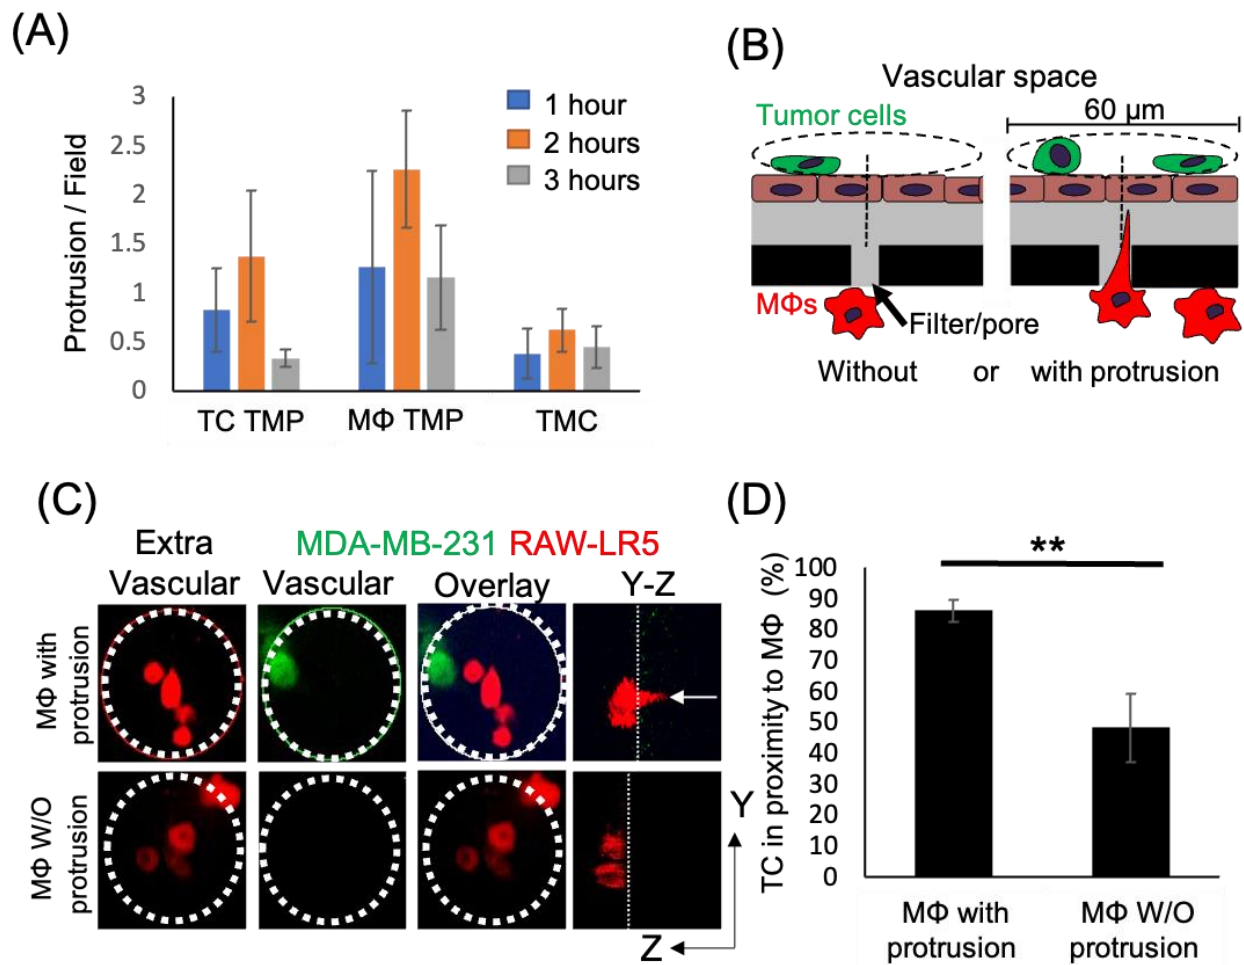 (A)
Protrusion / Field
3
2.5
2
1.5
1
0.5
0
1 hour
2 hours
3 hours
TC TMP
MΦ TMP
TMC
(B)
Vascular space
Tumor cells
60 µm
MΦs
Filter/pore
Without or with protrusion
(C)
MDA-MB-231 RAW-LR5
Extra
Vascular
Vascular
Overlay
Y-Z
MΦ with
protrusion
MΦ W/O
protrusion
Y
Z
(D)
TC in proximity to MΦ (%)
**
100
90
80
70
60
50
40
30
20
10
0
MΦ with
protrusion
MΦ W/O
protrusion